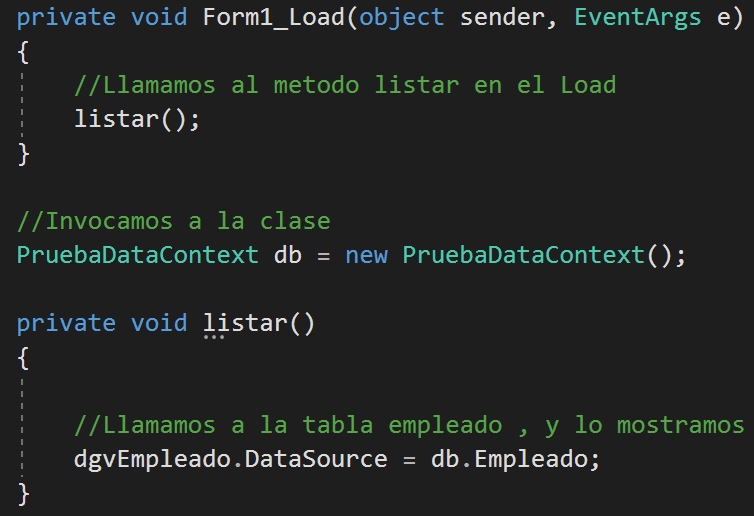 private void Form1_Load(object sender, EventArgs e)
{
//Llamamos al metodo listar en el Load
listar();
}
//Invocamos a la clase
PruebaDataContext db = new PruebaDataContext();
private void listar()
{
//Llamamos a la tabla empleado , y lo mostramos
dgvEmpleado.DataSource = db.Empleado;
}